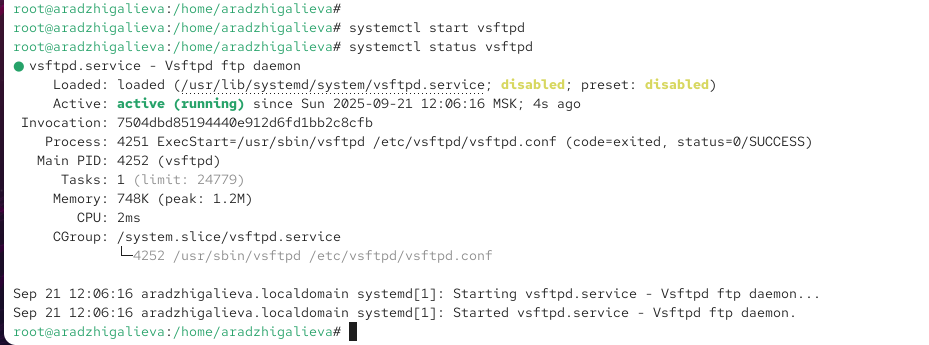 root@aradzhigalieva:/home/aradzhigalieva#
root@aradzhigalieva:/home/aradzhigalieva# systemctl start vsftpd
root@aradzhigalieva:/home/aradzhigalieva# systemctl status vsftpd
● vsftpd.service - Vsftpd ftp daemon
     Loaded: loaded (/usr/lib/systemd/system/vsftpd.service; disabled; preset: disabled)
     Active: active (running) since Sun 2025-09-21 12:06:16 MSK; 4s ago
 Invocation: 7504dbd85194440e912d6fd1bb2c8cfb
    Process: 4251 ExecStart=/usr/sbin/vsftpd /etc/vsftpd/vsftpd.conf (code=exited, status=0/SUCCESS)
   Main PID: 4252 (vsftpd)
      Tasks: 1 (limit: 24779)
     Memory: 748K (peak: 1.2M)
        CPU: 2ms
     CGroup: /system.slice/vsftpd.service
             └─4252 /usr/sbin/vsftpd /etc/vsftpd/vsftpd.conf
Sep 21 12:06:16 aradzhigalieva.localdomain systemd[1]: Starting vsftpd.service - Vsftpd ftp daemon...
Sep 21 12:06:16 aradzhigalieva.localdomain systemd[1]: Started vsftpd.service - Vsftpd ftp daemon.
root@aradzhigalieva:/home/aradzhigalieva#